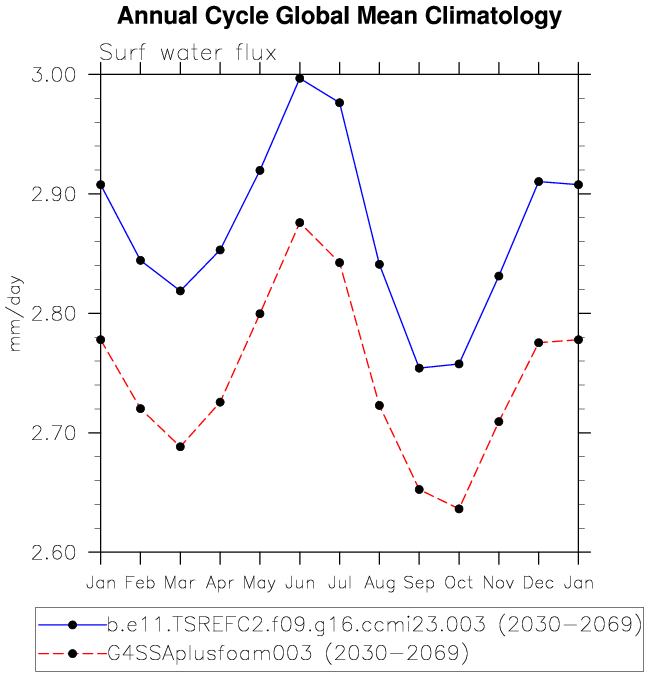 Annual Cycle Global Mean Climatology
Surf water flux
3.00
2.90
2.80
2.70
2.60
mm/day
Jan Feb Mar Apr May Jun Jul Aug Sep Oct Nov Dec Jan
b.e11.TSREFC2.f09.g16.ccmi23.003 (2030-2069)
G4SSAplusfoam003 (2030-2069)